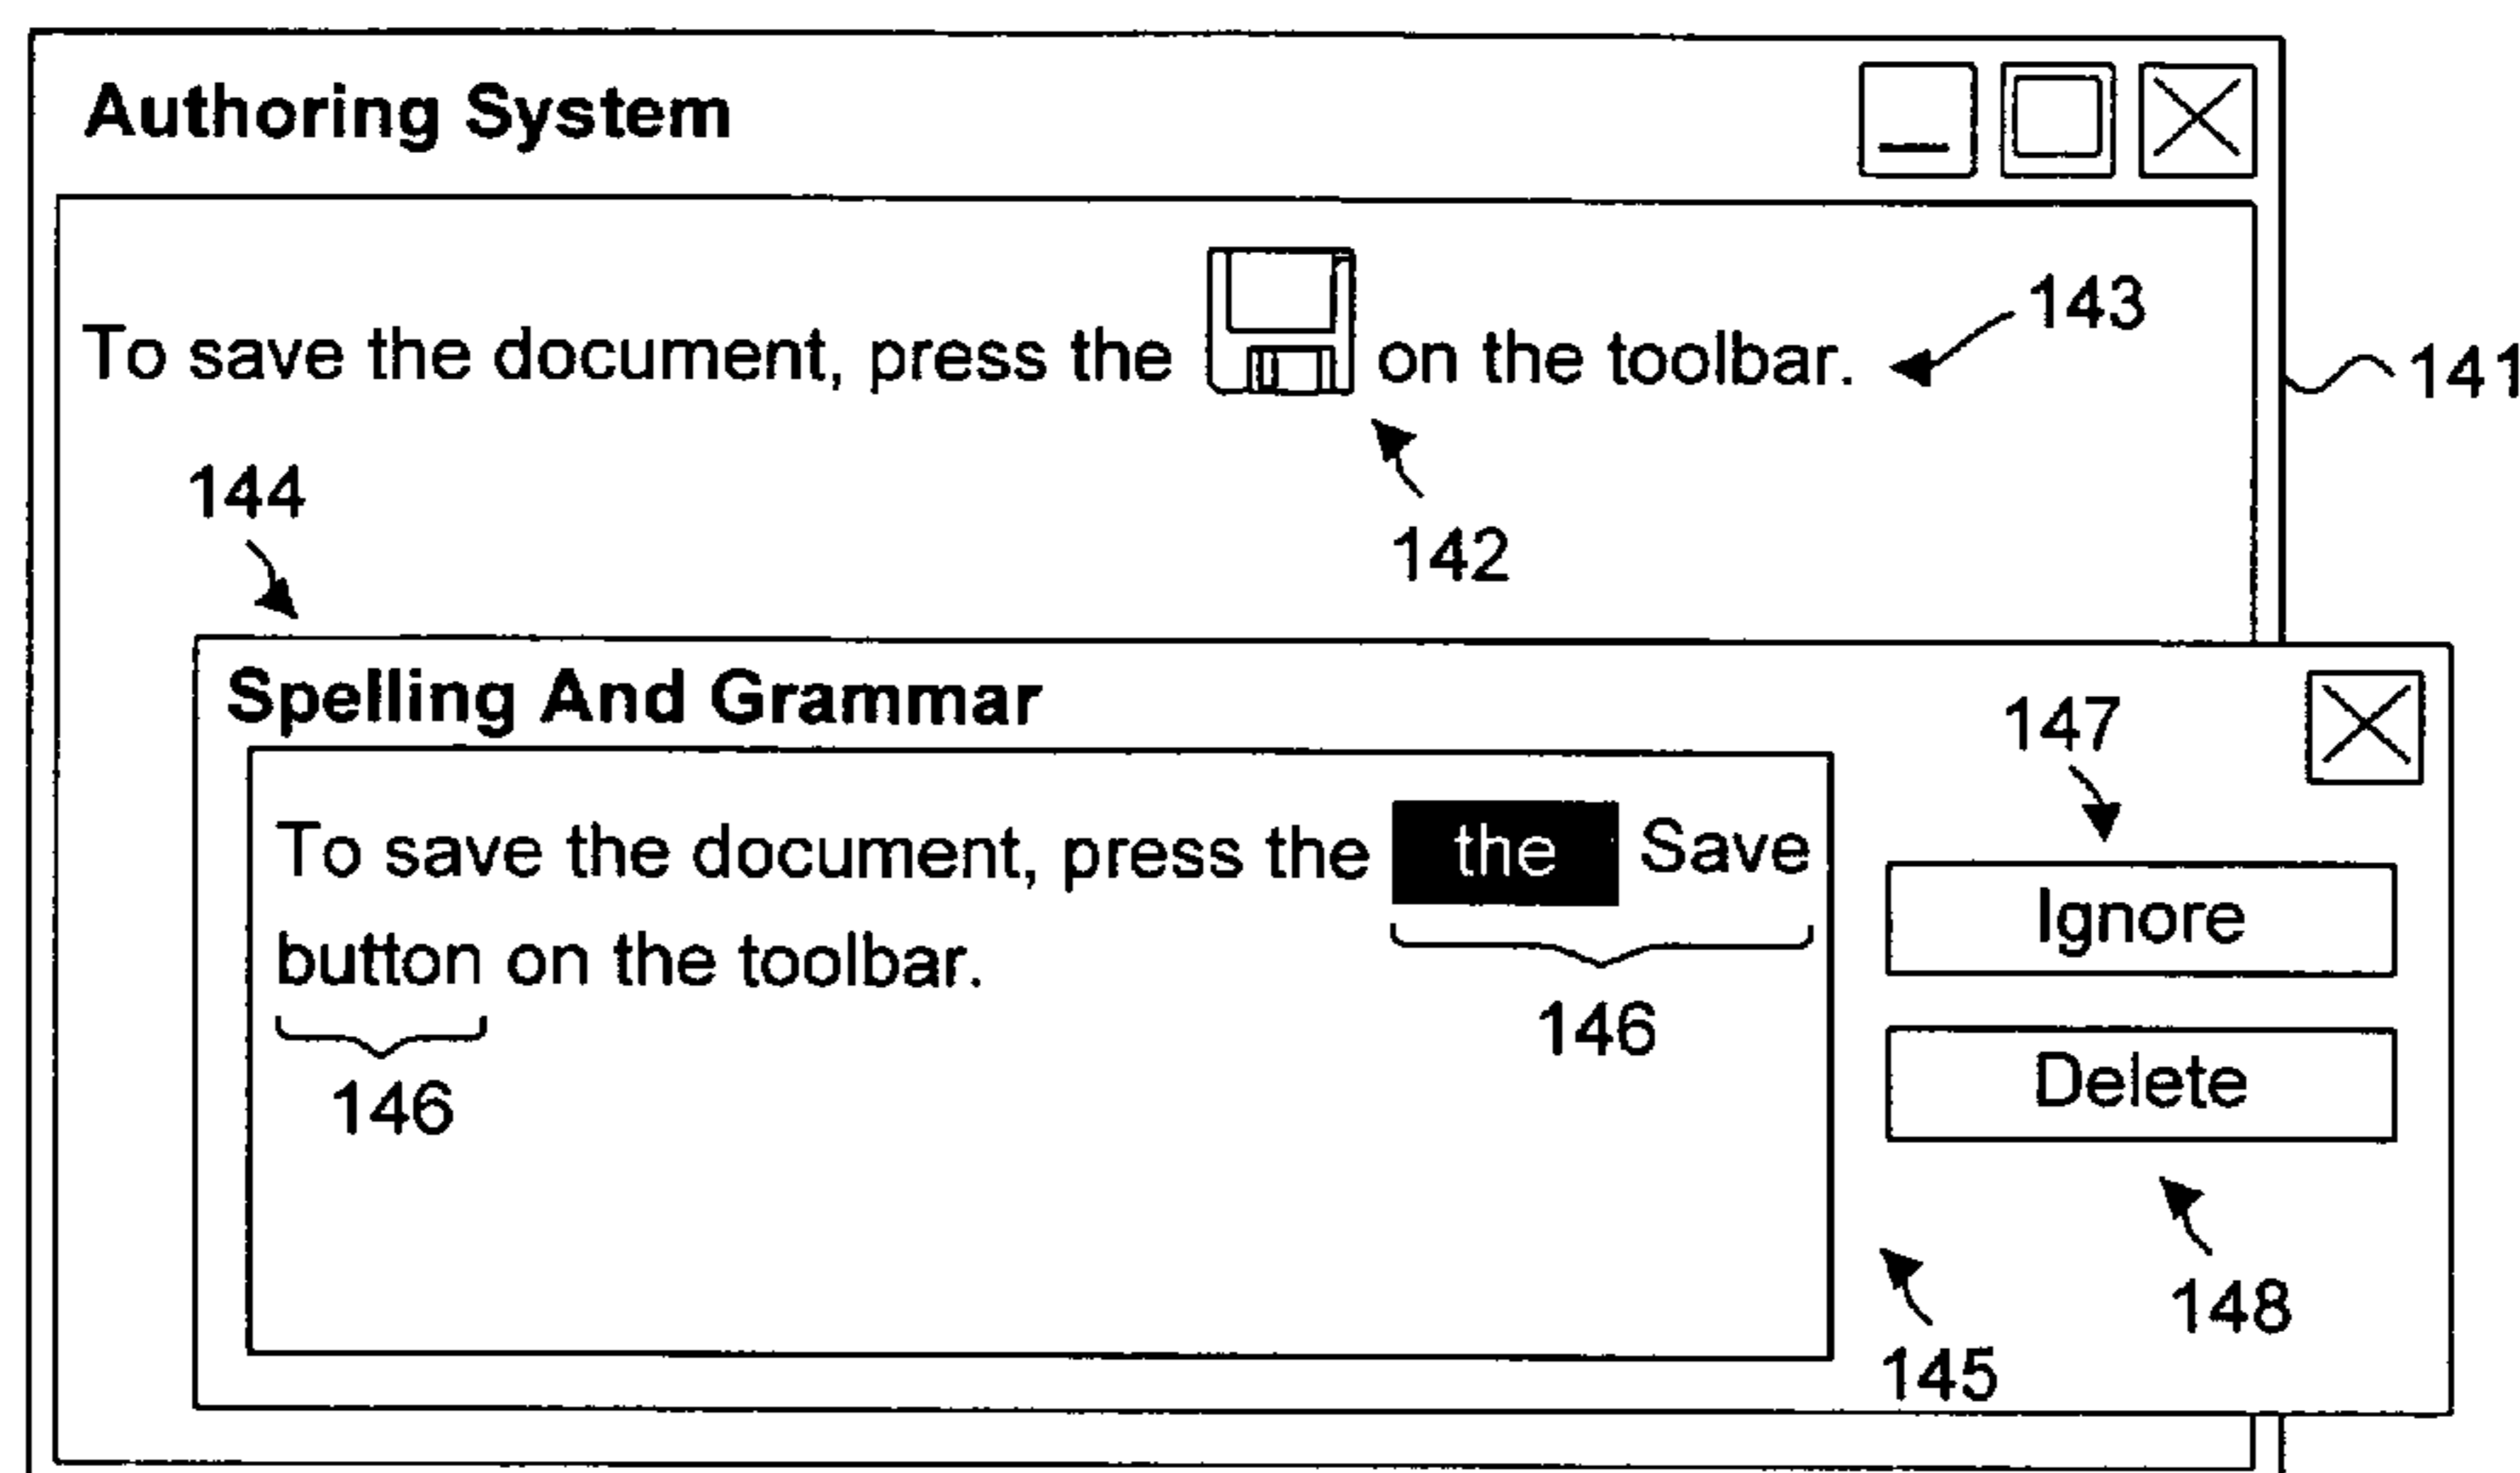 Authoring System
To save the document, press the on the toolbar.
143
141
144
142
Spelling And Grammar
147
To save the document, press the the Save
button on the toolbar.
Ignore
146
146
Delete
148
145